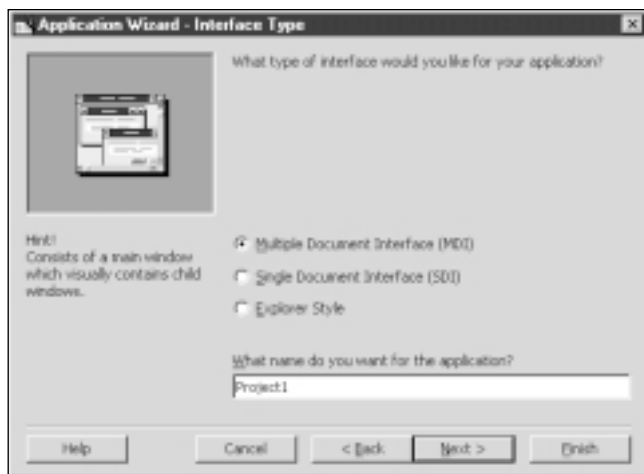 Application Wizard - Interface Type
What type of interface would you like for your application?
Hint!
Consists of a main window
which visually contains child
windows.
Multiple Document Interface (MDI)
Single Document Interface (SDI)
Explorer Style
What name do you want for the application?
Project1
Help
Cancel
< Back
Next >
Finish